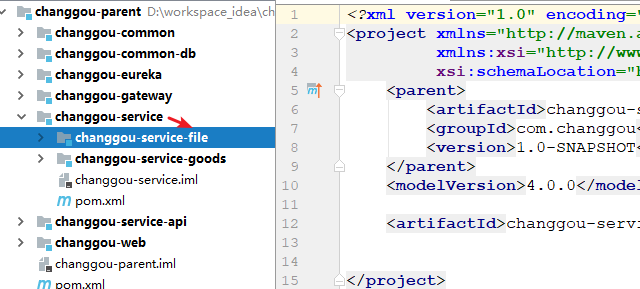 changgou-parent D:\workspace_idea\ch
changgou-common
changgou-common-db
changgou-eureka
changgou-gateway
changgou-service
changgou-service-file
changgou-service-goods
changgou-service.iml
pom.xml
changgou-service-api
changgou-web
changgou-parent.iml
pom.xml
1 <?xml version="1.0" encoding="
2 <project xmlns="http://maven.a
3 xmlns:xsi="http://ww
4 xsi:schemaLocation="h
5 <parent>
6 <artifactId>changgou-s
7 <groupId>com.changgou<
8 <version>1.0-SNAPSHOT<
9 </parent>
10 <modelVersion>4.0.0</model
11
12 <artifactId>changgou-servi
13
15 </project>